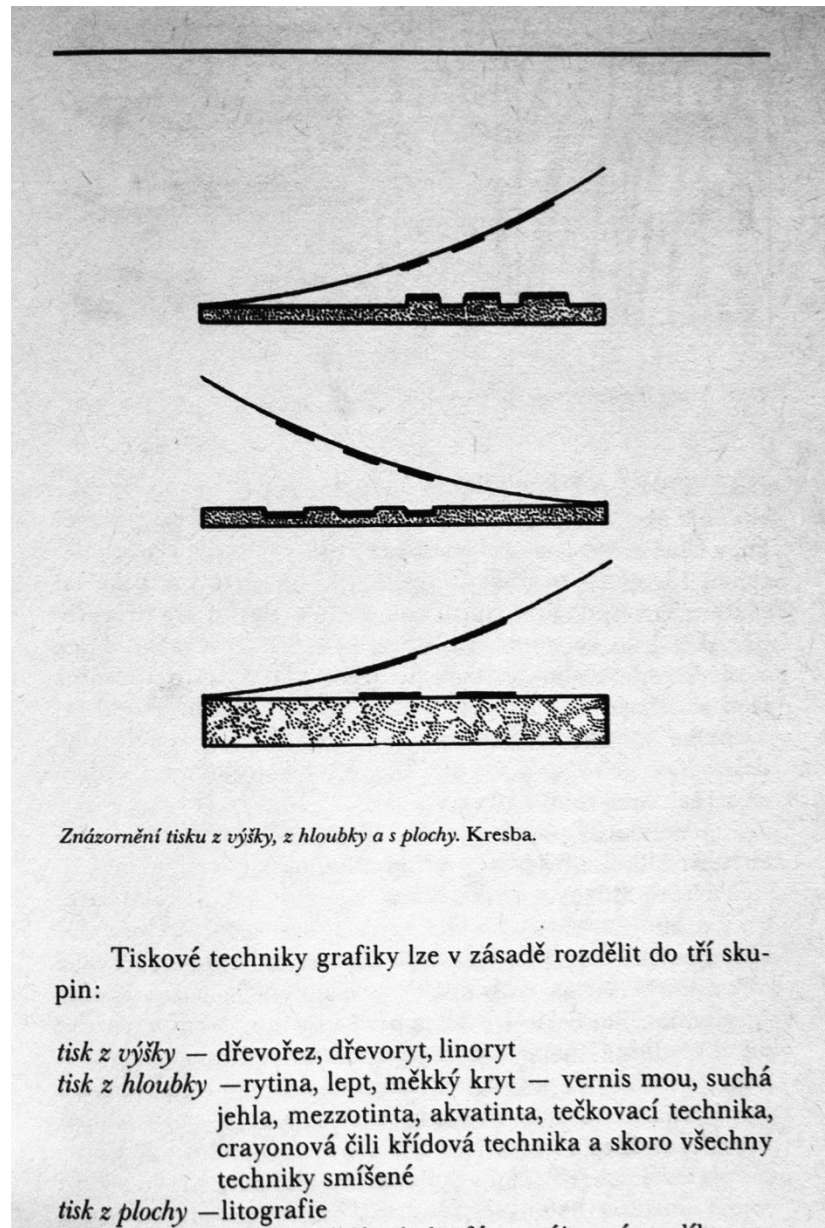 Znázornění tisku z výšky, z hloubky a s plochy. Kresba.
Tiskové techniky grafiky lze v zásadě rozdělit do tří sku-
pin:
tisk z výšky — dřevořez, dřevoryt, linoryt
tisk z hloubky —rytina, lept, měkký kryt — vernis mou, suchá
jehla, mezzotinta, akvatinta, tečkovací technika,
crayonová čili křídová technika a skoro všechny
techniky smíšené
tisk z plochy —litografie